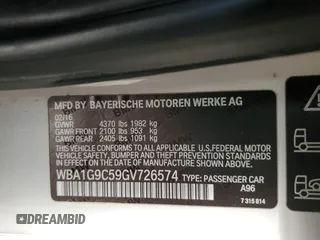 MFD BY BAYERISCHE MOTOREN WERKE AG
02/16
GVWR 4370 lbs 1982 kg
GAWR FRONT 2100 lbs 953 kg
GAWR REAR 2405 lbs 1091 kg
THIS VEHICLE CONFORMS TO ALL APPLICABLE
U.S.FEDERAL MOTOR VEHICLE SAFETY, BUMPER,
AND THEFT PREVENTION STANDARDS IN EFFECT ON
THE DATE OF MANUFACTURE SHOWN ABOVE.
WBA1G9C59GV726574 TYPE: PASSENGER CAR
A96
7 315 914
DREAMBID